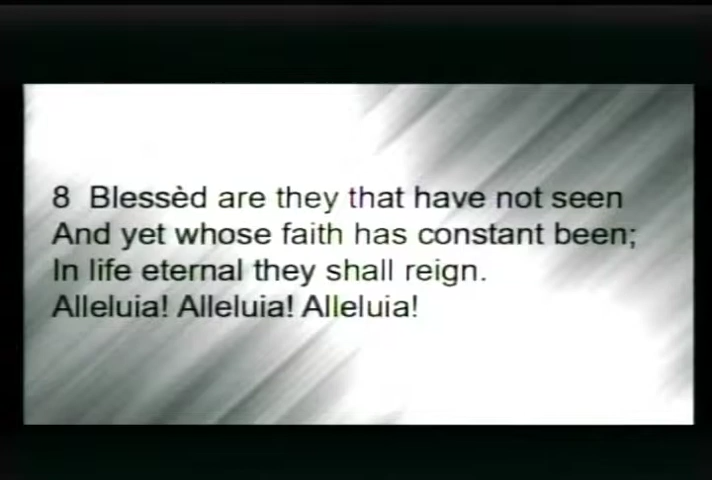 8 Blessèd are they that have not seen
And yet whose faith has constant been;
In life eternal they shall reign.
Alleluia! Alleluia! Alleluia!